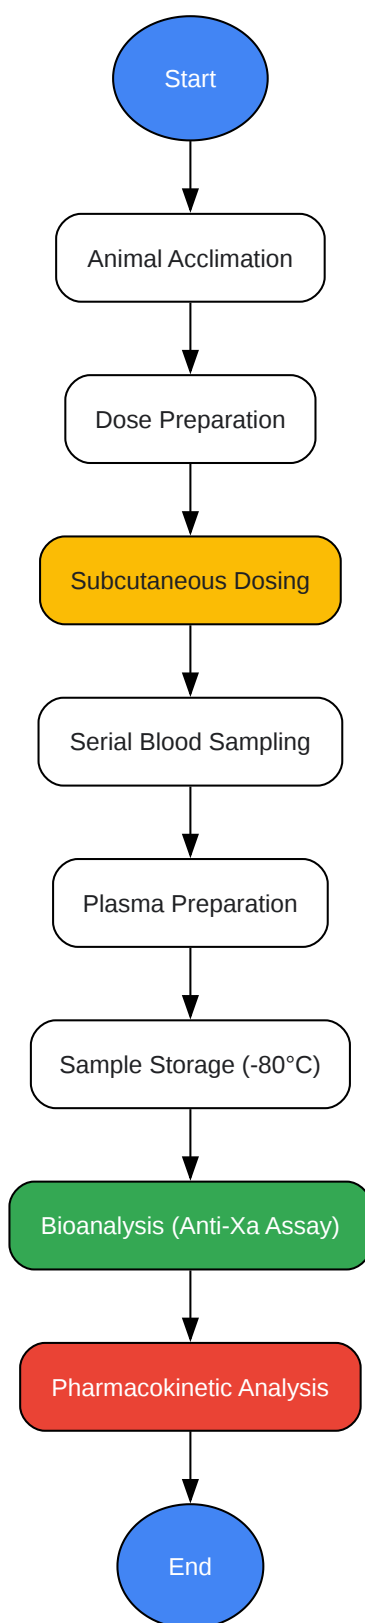 Start
Animal Acclimation
Dose Preparation
Subcutaneous Dosing
Serial Blood Sampling
Plasma Preparation
Sample Storage (-80°C)
Bioanalysis (Anti-Xa Assay)
Pharmacokinetic Analysis
End